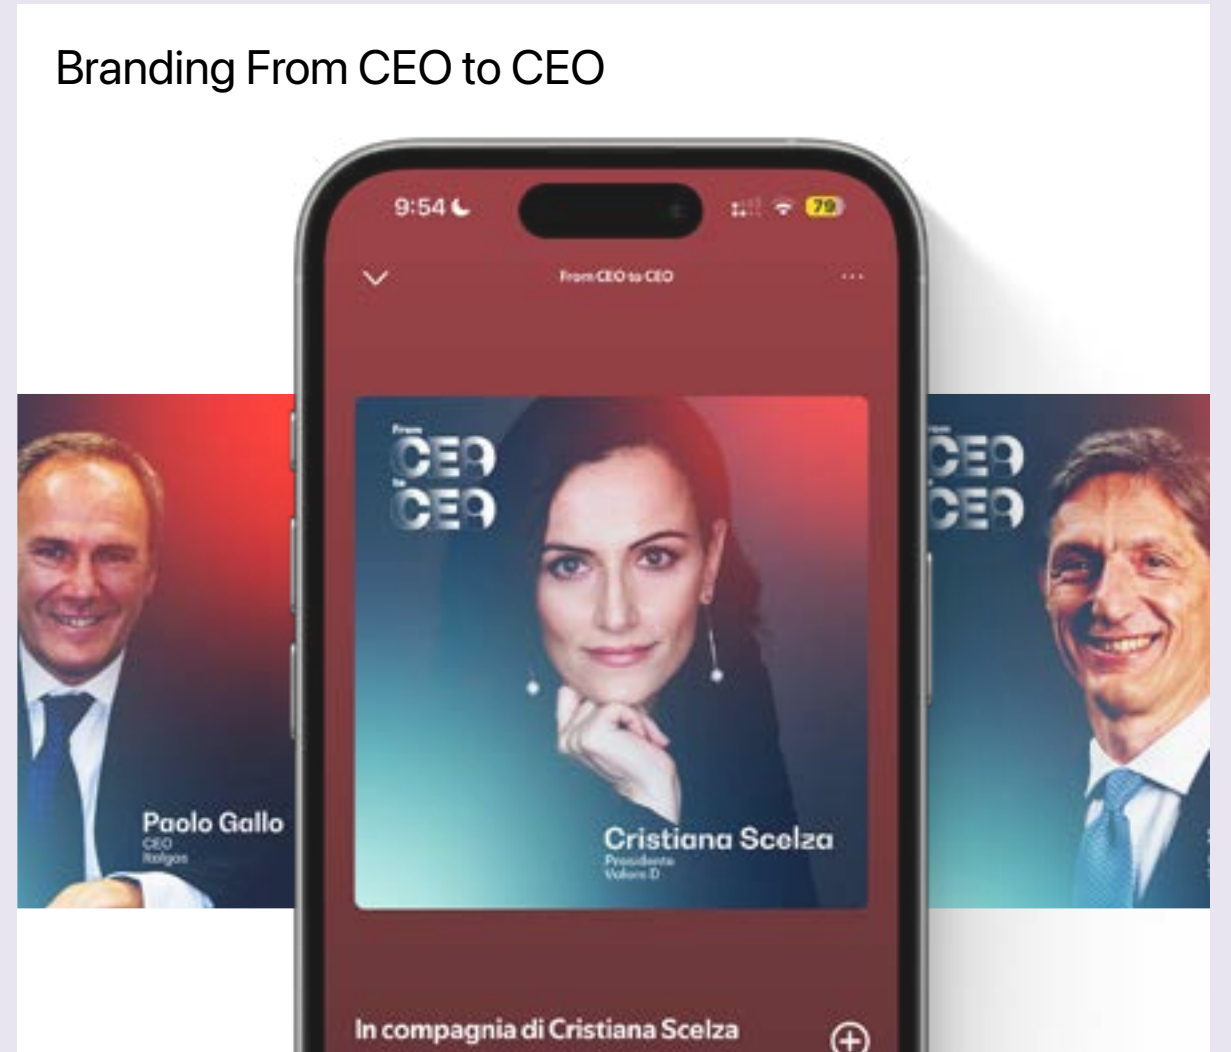 Branding From CEO to CEO
9:54
79
From CEO to CEO
From
CEO
to
CEO
CEO
CEO
Paolo Gallo
CEO
Italgas
Cristiana Scelza
Presidente
Valore D
In compagnia di Cristiana Scelza